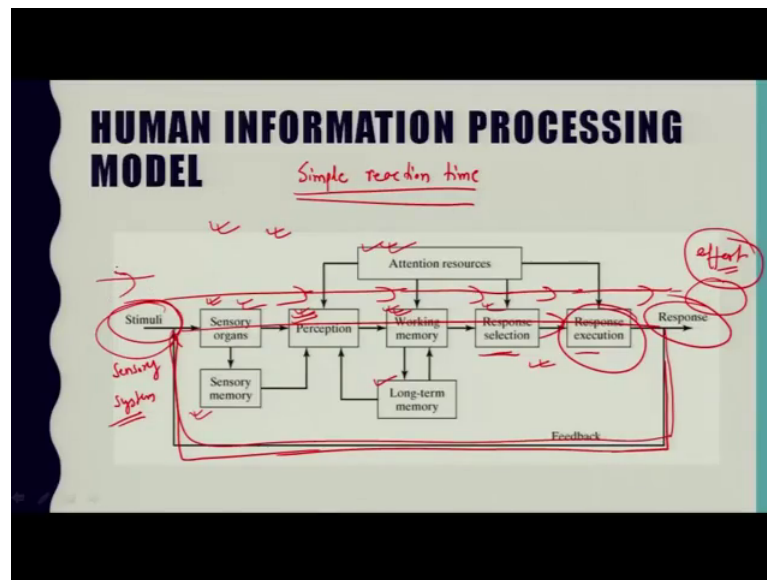 HUMAN INFORMATION PROCESSING
MODEL
Simple reaction time
effort
Attention resources
Stimuli
Sensory
organs
Perception
Working
memory
Response
selection
Response
execution
Response
Sensory
system
Sensory
memory
Long-term
memory
Feedback